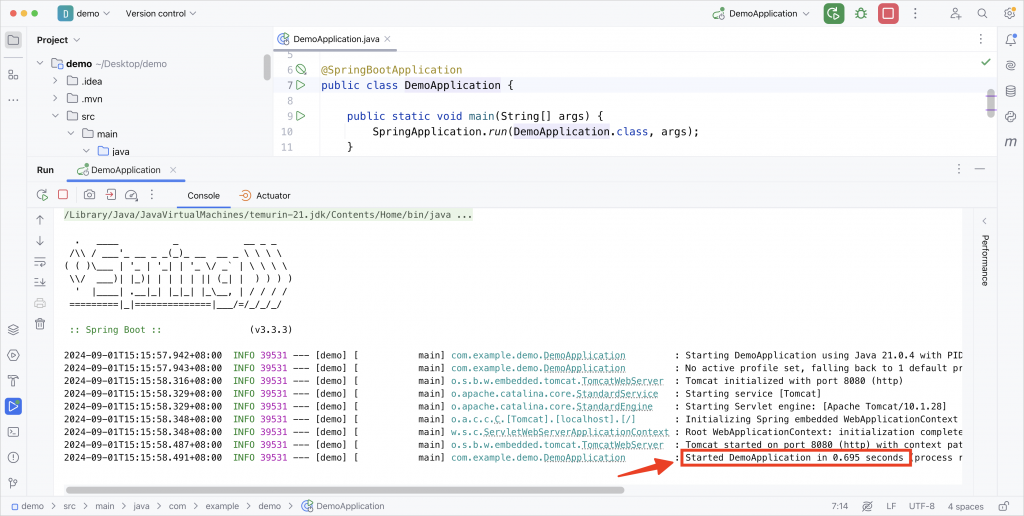 demo
Version control
DemoApplication
Project
DemoApplication.java
demo ~/Desktop/demo
.idea
.mvn
src
main
java
5
6 @SpringBootApplication
7 public class DemoApplication {
8
9 public static void main(String[] args) {
10 SpringApplication.run(DemoApplication.class, args);
11 }
m
Run DemoApplication
Console Actuator
/Library/Java/JavaVirtualMachines/temurin-21.jdk/Contents/Home/bin/java ...
  .   ____          _            __ _ _
 /\\ / ___'_ __ _ _(_)_ __  __ _ \ \ \ \
( ( )\___ | '_ | '_| | '_ \/ _` | \ \ \ \
 \\/  ___)| |_)| | | | | || (_| |  ) ) ) )
  '  |____| .__|_| |_|_| |_\__, | / / / /
 =========|_|==============|___/=/_/_/_/
:: Spring Boot :: (v3.3.3)
2024-09-01T15:15:57.942+08:00 INFO 39531 --- [demo] [ main] com.example.demo.DemoApplication : Starting DemoApplication using Java 21.0.4 with PID
2024-09-01T15:15:57.943+08:00 INFO 39531 --- [demo] [ main] com.example.demo.DemoApplication : No active profile set, falling back to 1 default pr
2024-09-01T15:15:58.316+08:00 INFO 39531 --- [demo] [ main] o.s.b.w.embedded.tomcat.TomcatWebServer : Tomcat initialized with port 8080 (http)
2024-09-01T15:15:58.329+08:00 INFO 39531 --- [demo] [ main] o.apache.catalina.core.StandardService : Starting service [Tomcat]
2024-09-01T15:15:58.329+08:00 INFO 39531 --- [demo] [ main] o.apache.catalina.core.StandardEngine : Starting Servlet engine: [Apache Tomcat/10.1.28]
2024-09-01T15:15:58.348+08:00 INFO 39531 --- [demo] [ main] o.a.c.c.C.[Tomcat].[localhost].[/] : Initializing Spring embedded WebApplicationContext
2024-09-01T15:15:58.348+08:00 INFO 39531 --- [demo] [ main] w.s.c.ServletWebServerApplicationContext : Root WebApplicationContext: initialization complete
2024-09-01T15:15:58.487+08:00 INFO 39531 --- [demo] [ main] o.s.b.w.embedded.tomcat.TomcatWebServer : Tomcat started on port 8080 (http) with context pat
2024-09-01T15:15:58.491+08:00 INFO 39531 --- [demo] [ main] com.example.demo.DemoApplication : Started DemoApplication in 0.695 seconds (process r
Performance
demo > src > main > java > com > example > demo > DemoApplication 7:14 LF UTF-8 4 spaces